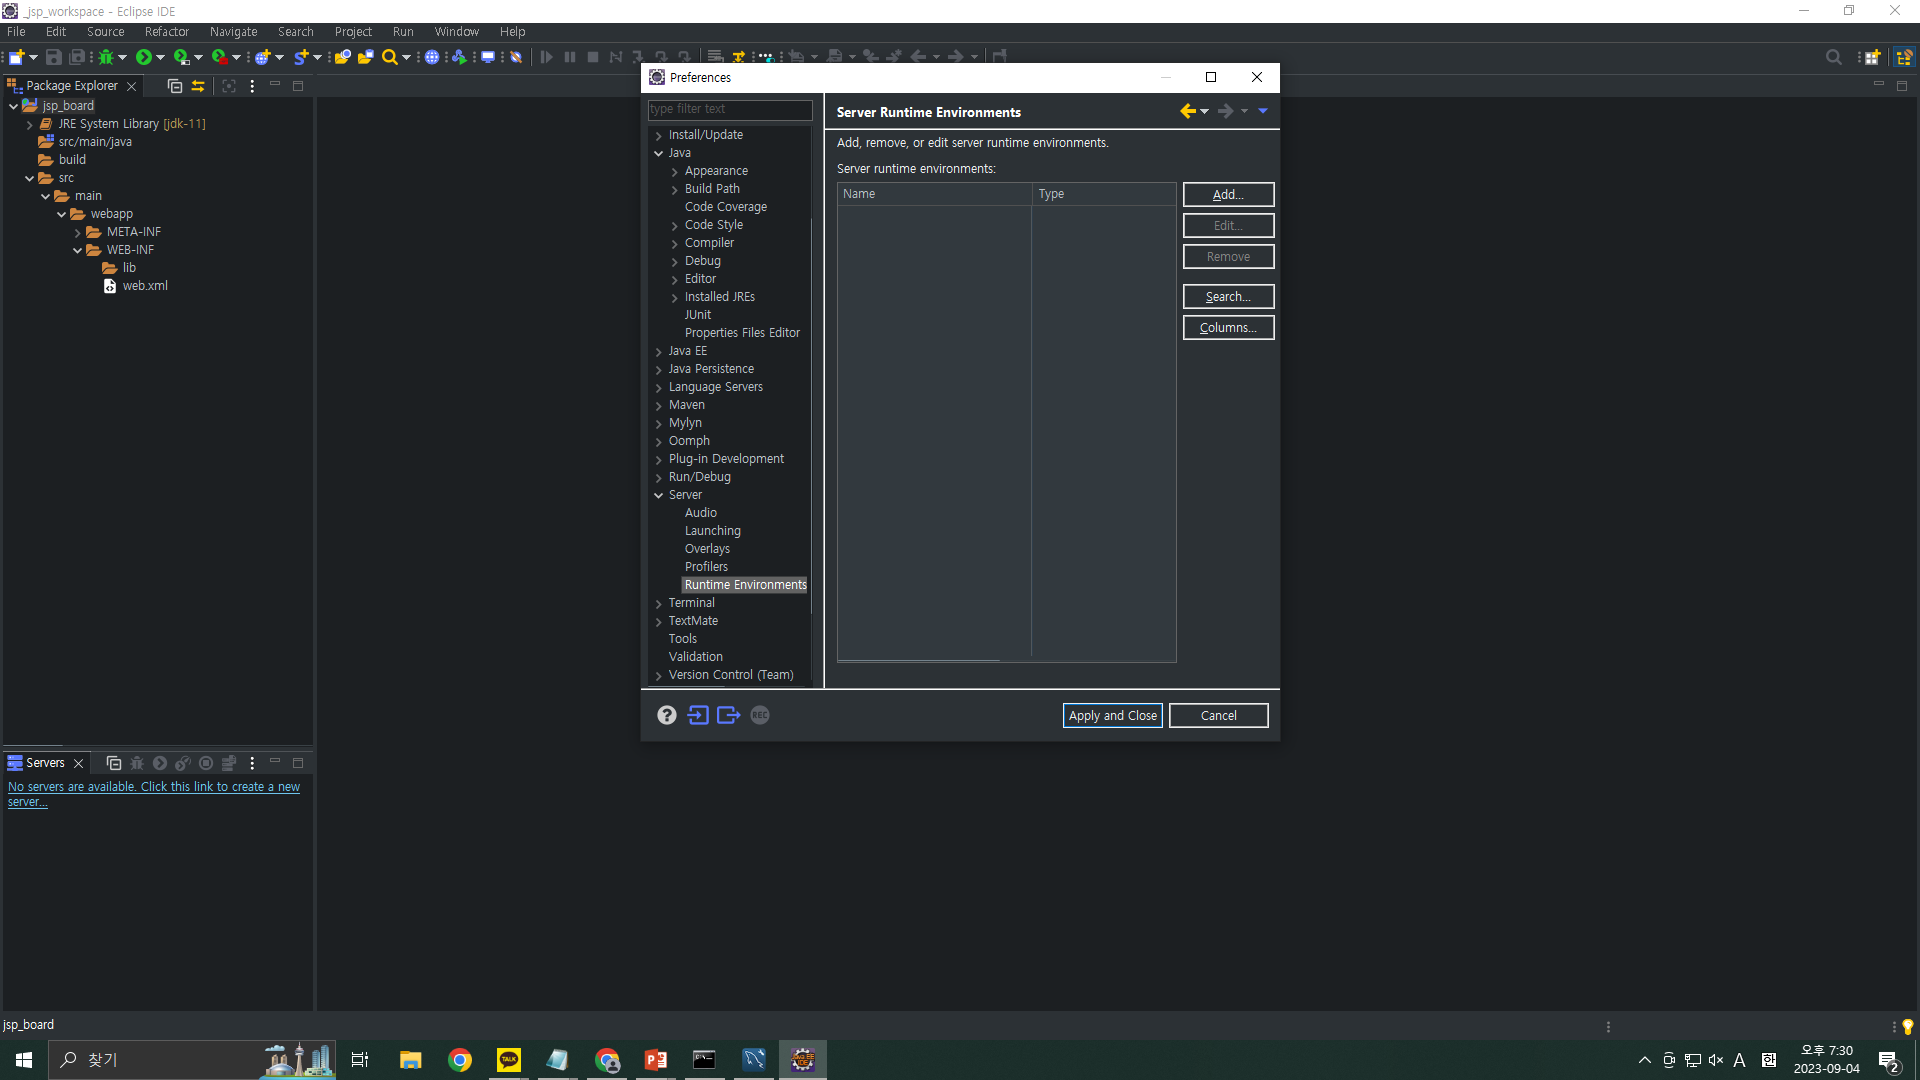 _jsp_workspace - Eclipse IDE
File Edit Source Refactor Navigate Search Project Run Window Help
Package Explorer
jsp_board
JRE System Library [jdk-11]
src/main/java
build
src
main
webapp
META-INF
WEB-INF
lib
web.xml
Servers
No servers are available. Click this link to create a new
server...
Preferences
type filter text
Install/Update
Java
Appearance
Build Path
Code Coverage
Code Style
Compiler
Debug
Editor
Installed JREs
JUnit
Properties Files Editor
Java EE
Java Persistence
Language Servers
Maven
Mylyn
Oomph
Plug-in Development
Run/Debug
Server
Audio
Launching
Overlays
Profilers
Runtime Environments
Terminal
TextMate
Tools
Validation
Version Control (Team)
Server Runtime Environments
Add, remove, or edit server runtime environments.
Server runtime environments:
Name Type
Add...
Edit...
Remove
Search...
Columns...
REC
Apply and Close Cancel
jsp_board
찾기
TALK
A
오후 7:30
2023-09-04
2